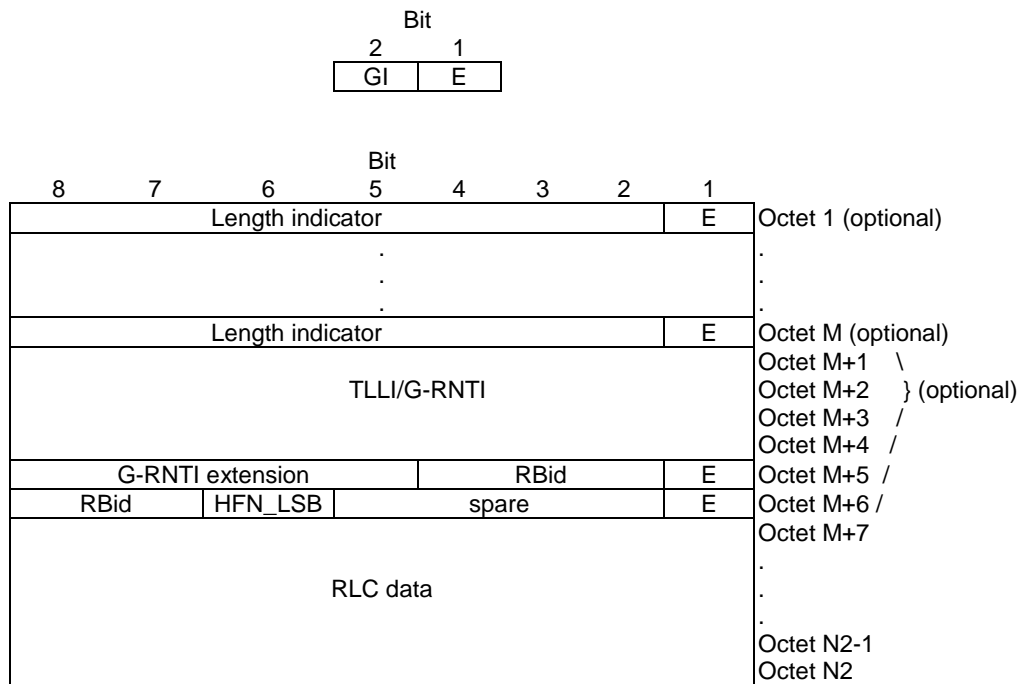 Bit
2 1
GI E
Bit
8 7 6 5 4 3 2 1
Length indicator E Octet 1 (optional)
. .
. .
. .
Length indicator E Octet M (optional)
Octet M+1 \
TLLI/G-RNTI Octet M+2 } (optional)
Octet M+3 /
Octet M+4 /
G-RNTI extension RBid E Octet M+5 /
RBid HFN_LSB spare E Octet M+6 /
Octet M+7
.
RLC data .
.
Octet N2-1
Octet N2